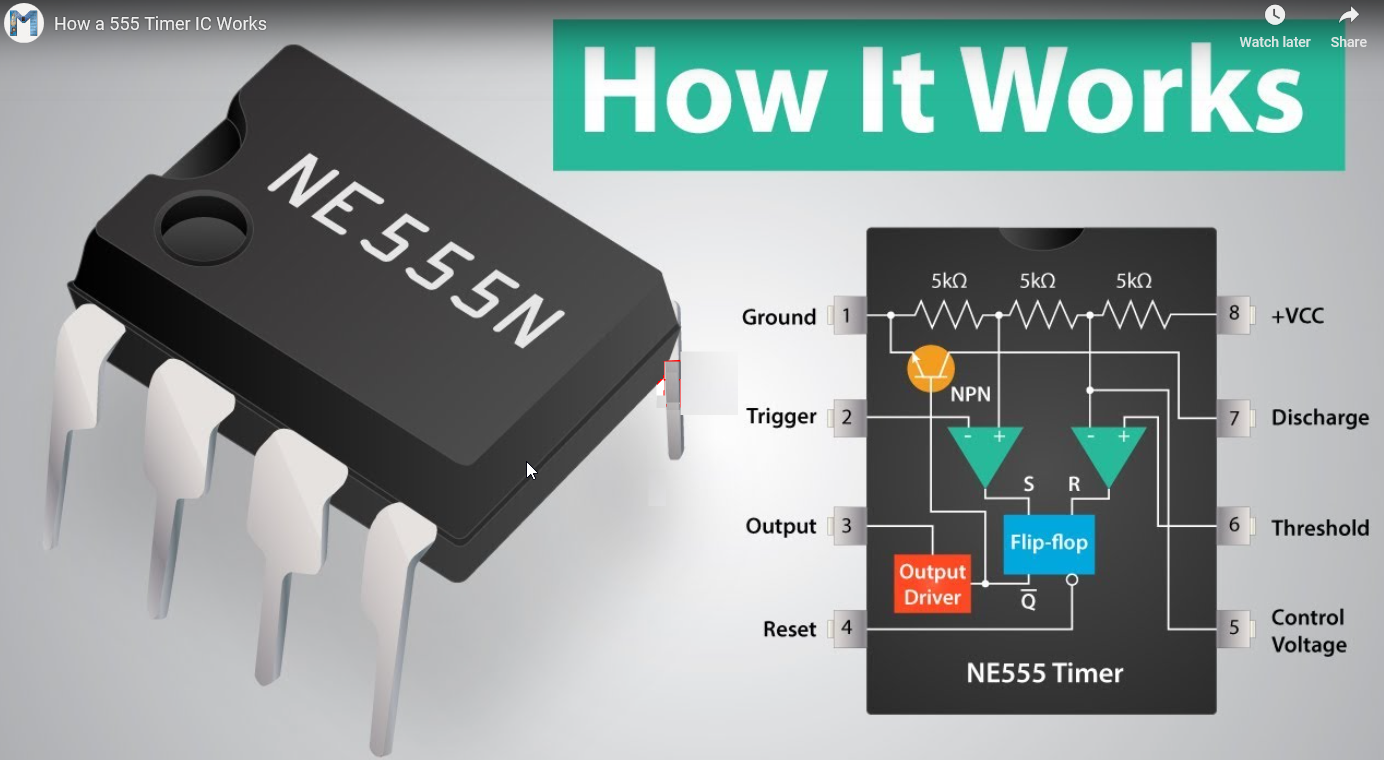 How a 555 Timer IC Works
Watch later
Share
How It Works
NE555N
5kΩ 5kΩ 5kΩ
Ground 1
8 +VCC
NPN
Trigger 2
7 Discharge
- +
- +
S R
Output 3
6 Threshold
Flip-flop
Output
Driver
Q̅
Reset 4
5 Control
Voltage
NE555 Timer